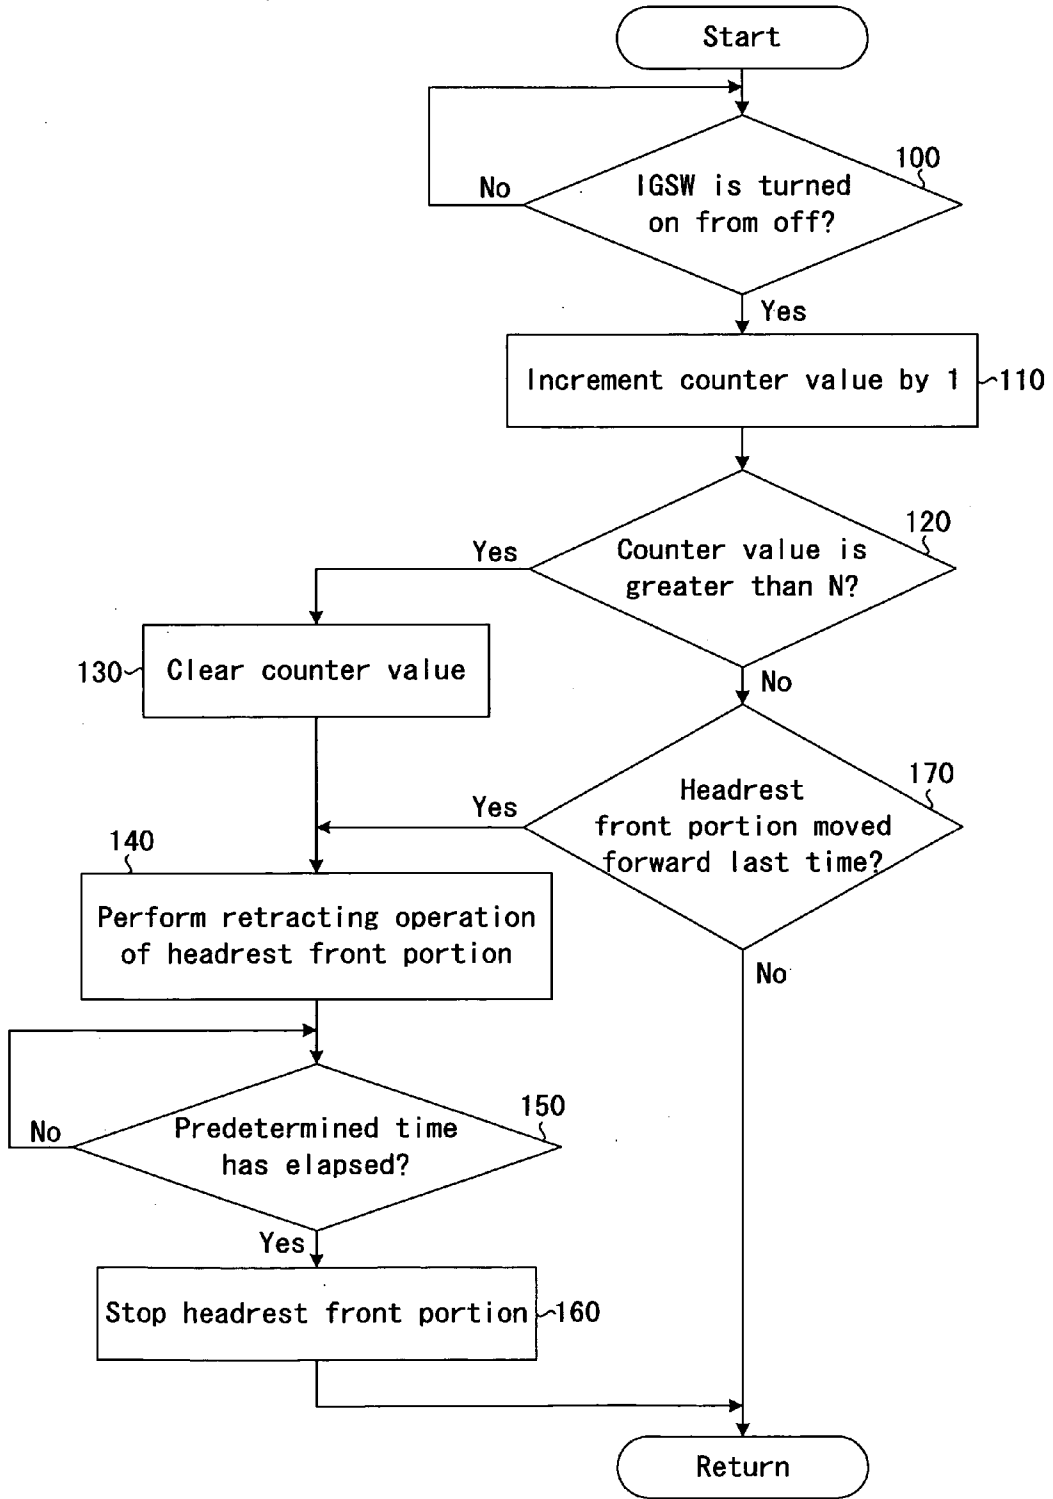 Start
100
IGSW is turned
on from off?
No
Yes
Increment counter value by 1
110
120
Counter value is
greater than N?
Yes
No
130
Clear counter value
170
Headrest
front portion moved
forward last time?
Yes
No
140
Perform retracting operation
of headrest front portion
150
Predetermined time
has elapsed?
No
Yes
Stop headrest front portion
160
Return